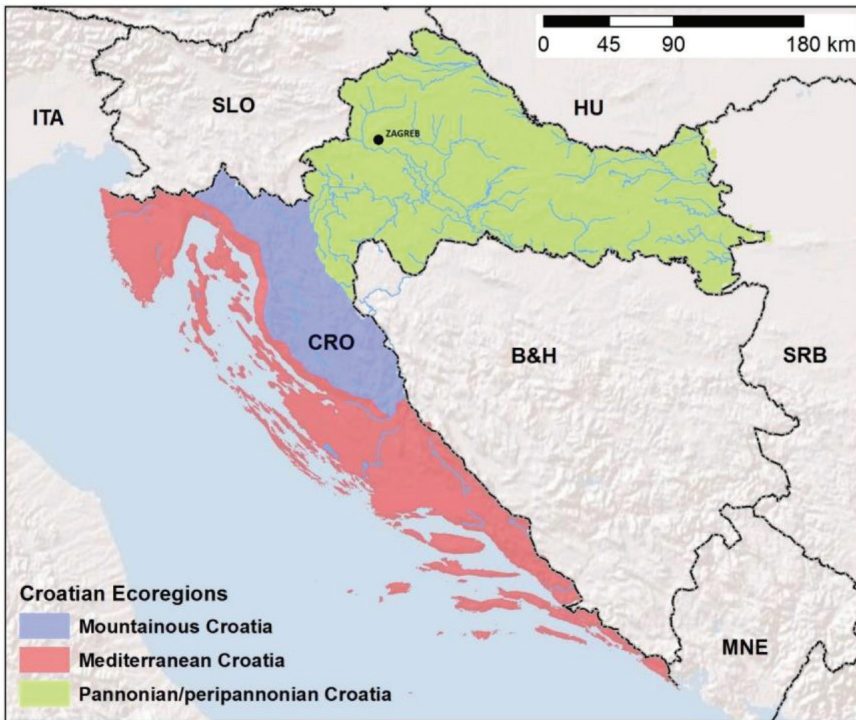 0 45 90 180 km
ITA
SLO
HU
ZAGREB
CRO
B&H
SRB
MNE
Croatian Ecoregions
Mountainous Croatia
Mediterranean Croatia
Pannonian/peripannonian Croatia